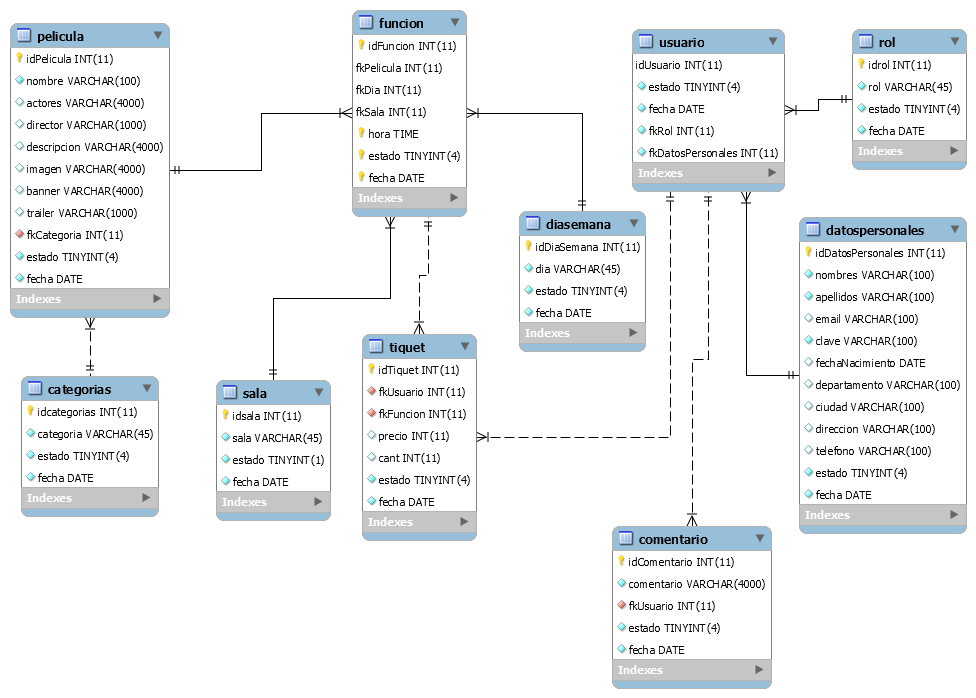 pelicula
idPelicula INT(11)
nombre VARCHAR(100)
actores VARCHAR(4000)
director VARCHAR(1000)
descripcion VARCHAR(4000)
imagen VARCHAR(4000)
banner VARCHAR(4000)
trailer VARCHAR(1000)
fkCategoria INT(11)
estado TINYINT(4)
fecha DATE
Indexes
funcion
idFuncion INT(11)
fkPelicula INT(11)
fkDia INT(11)
fkSala INT(11)
hora TIME
estado TINYINT(4)
fecha DATE
Indexes
usuario
idUsuario INT(11)
estado TINYINT(4)
fecha DATE
fkRol INT(11)
fkDatosPersonales INT(11)
Indexes
rol
idrol INT(11)
rol VARCHAR(45)
estado TINYINT(4)
fecha DATE
Indexes
diasemana
idDiaSemana INT(11)
dia VARCHAR(45)
estado TINYINT(4)
fecha DATE
Indexes
datospersonales
idDatosPersonales INT(11)
nombres VARCHAR(100)
apellidos VARCHAR(100)
email VARCHAR(100)
clave VARCHAR(100)
fechaNacimiento DATE
departamento VARCHAR(100)
ciudad VARCHAR(100)
direccion VARCHAR(100)
telefono VARCHAR(100)
estado TINYINT(4)
fecha DATE
Indexes
categorias
idcategorias INT(11)
categoria VARCHAR(45)
estado TINYINT(4)
fecha DATE
Indexes
sala
idsala INT(11)
sala VARCHAR(45)
estado TINYINT(1)
fecha DATE
Indexes
tiquet
idTiquet INT(11)
fkUsuario INT(11)
fkFuncion INT(11)
precio INT(11)
cant INT(11)
estado TINYINT(4)
fecha DATE
Indexes
comentario
idComentario INT(11)
comentario VARCHAR(4000)
fkUsuario INT(11)
estado TINYINT(4)
fecha DATE
Indexes